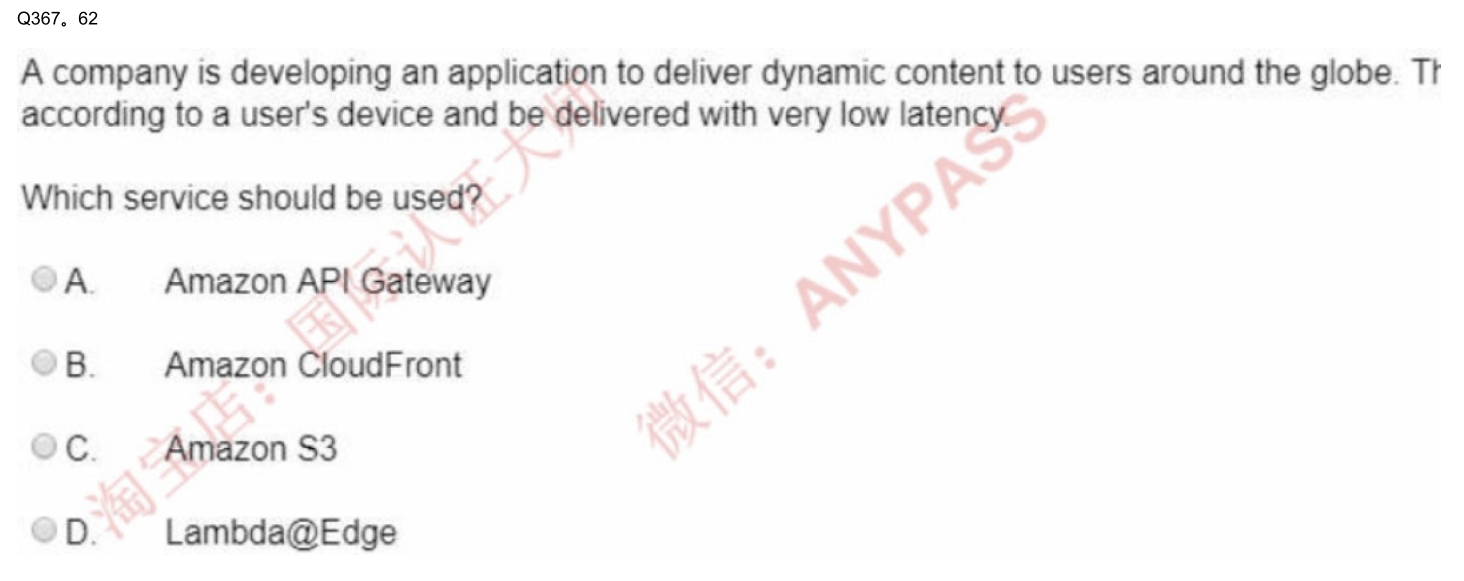 Q367。62
A company is developing an application to deliver dynamic content to users around the globe.
according to a user's device and be delivered with very low latency.
Which service should be used?
A. Amazon API Gateway
B. Amazon CloudFront
C. Amazon S3
D. Lambda@Edge
淘宝店：国际认证大师
微信：ANYPASS